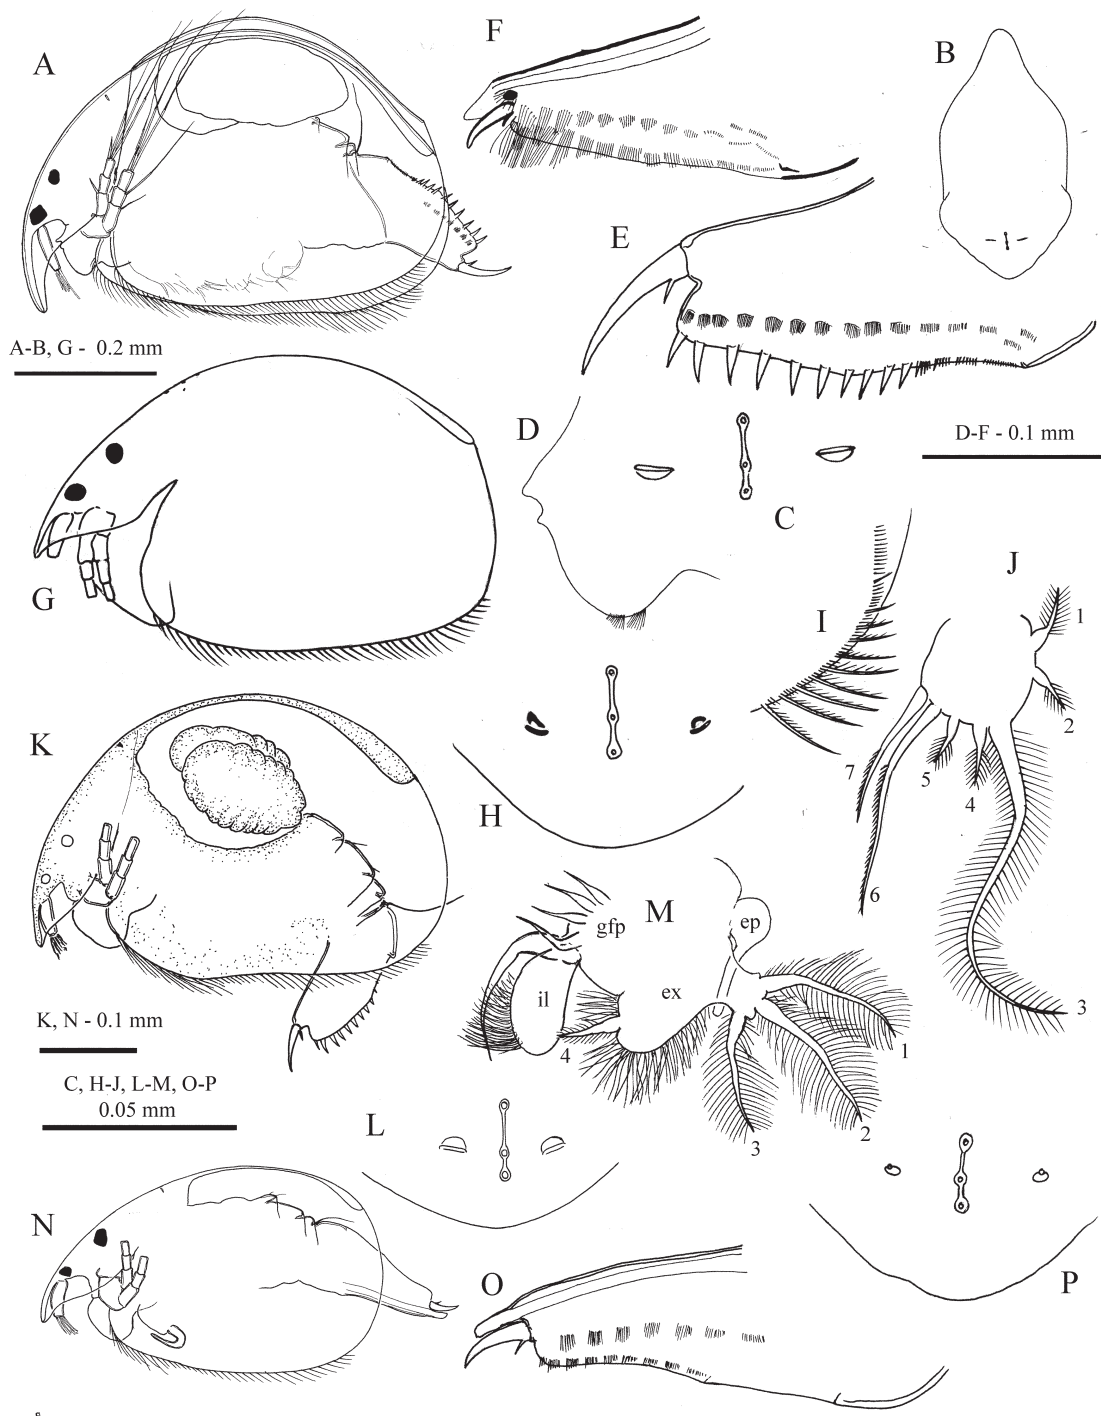 A
F
B
E
A-B, G - 0.2 mm
D
D-F - 0.1 mm
C
G
I
J
1
2
K
H
7
5
4
6
3
M
gfp
ep
il
ex
K, N - 0.1 mm
4
1
C, H-J, L-M, O-P
0.05 mm
L
3
2
N
O
P